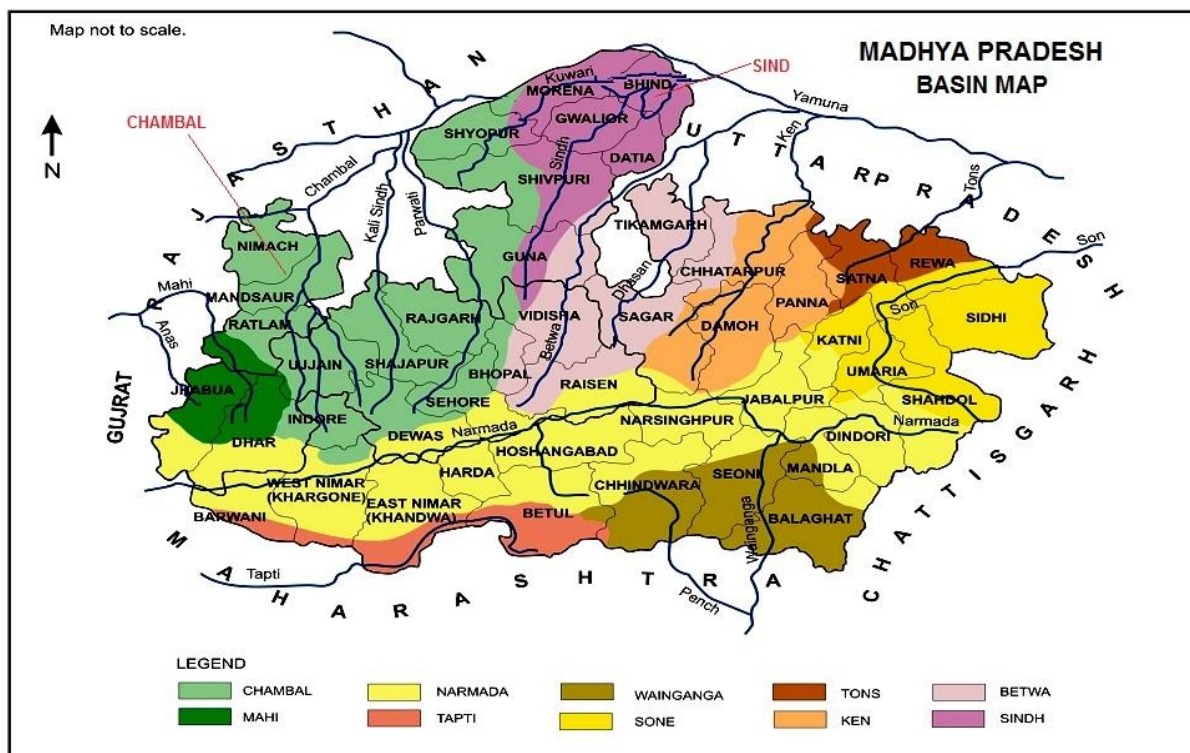 Map not to scale.
MADHYA PRADESH
BASIN MAP
SIND
CHAMBAL
N
RAJASTHAN
UTTARPRADESH
GUJRAT
MAHARASHTRA
CHATTISGARH
Kuwari
MORENA
BHIND
Yamuna
GWALIOR
SHYOPUR
Sindh
DATIA
Ken
Tons
SHIVPURI
Chambal
Kali Sindh
Parwati
TIKAMGARH
NIMACH
GUNA
CHHATARPUR
SATNA
REWA
Son
Mahi
MANDSAUR
Dhasan
PANNA
Son
SIDHI
RATLAM
RAJGARH
VIDISHA
SAGAR
DAMOH
KATNI
Anas
UJJAIN
SHAJAPUR
BHOPAL
Betwa
RAISEN
UMARIA
JHABUA
INDORE
SEHORE
JABALPUR
SHAHDOL
DHAR
DEWAS
Narmada
NARSINGHPUR
Narmada
HOSHANGABAD
DINDORI
HARDA
SEONI
MANDLA
WEST NIMAR
(KHARGONE)
CHHINDWARA
EAST NIMAR
(KHANDWA)
BARWANI
BETUL
BALAGHAT
Wainganga
Tapti
Pench
LEGEND
CHAMBAL
NARMADA
WAINGANGA
TONS
BETWA
MAHI
TAPTI
SONE
KEN
SINDH